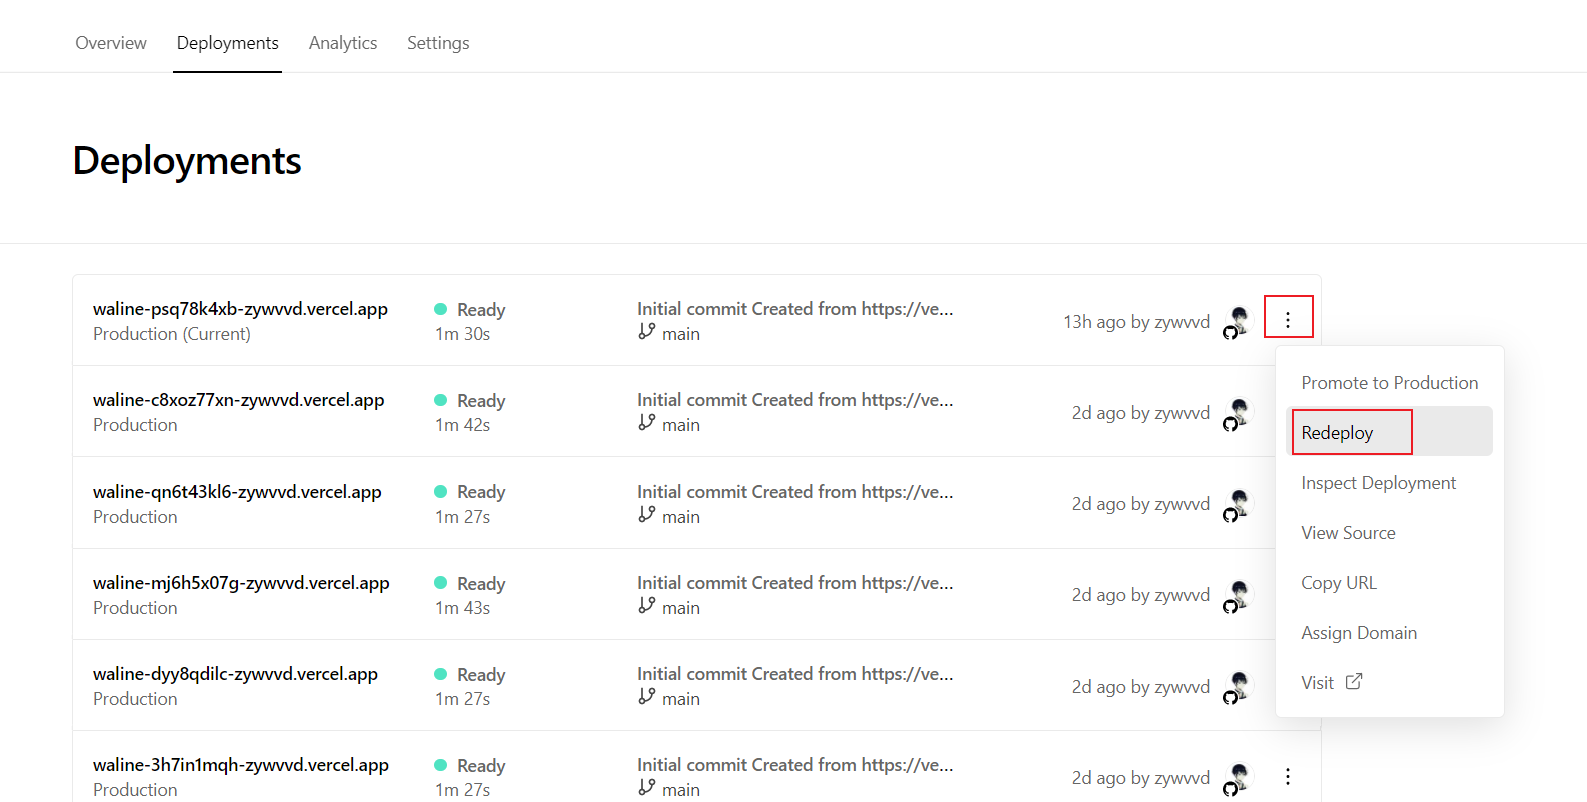 Overview Deployments Analytics Settings
Deployments
waline-psq78k4xb-zywvvd.vercel.app Ready Initial commit Created from https://ve... 13h ago by zywvvd
Production (Current) 1m 30s main
Promote to Production
waline-c8xoz77xn-zywvvd.vercel.app Ready Initial commit Created from https://ve... 2d ago by zywvvd
Production 1m 42s main
Redeploy
Inspect Deployment
waline-qn6t43kl6-zywvvd.vercel.app Ready Initial commit Created from https://ve... 2d ago by zywvvd
Production 1m 27s main
View Source
waline-mj6h5x07g-zywvvd.vercel.app Ready Initial commit Created from https://ve... 2d ago by zywvvd
Production 1m 43s main
Copy URL
Assign Domain
waline-dyy8qdilc-zywvvd.vercel.app Ready Initial commit Created from https://ve... 2d ago by zywvvd
Production 1m 27s main
Visit
waline-3h7in1mqh-zywvvd.vercel.app Ready Initial commit Created from https://ve... 2d ago by zywvvd
Production 1m 27s main